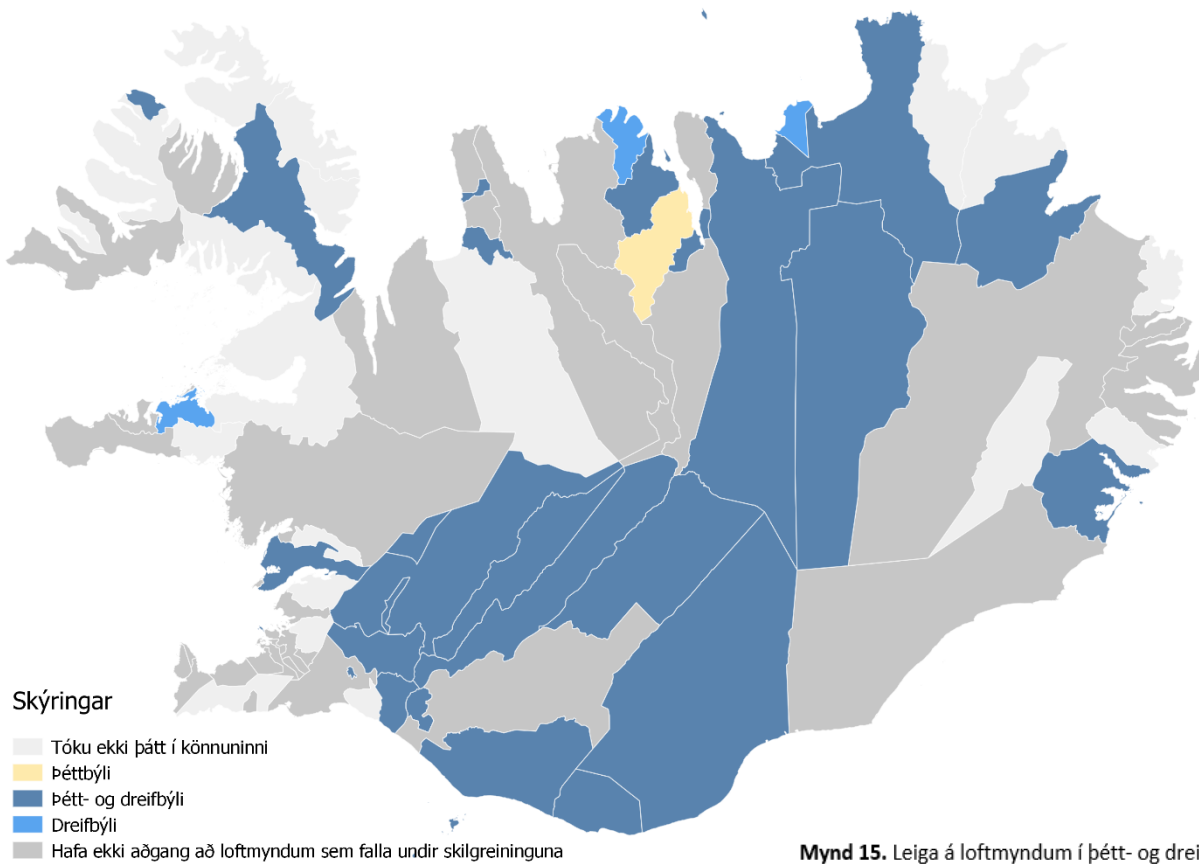 Skýringar
Tóku ekki þátt í könnuninni
Þéttbýli
Þétt- og dreifbýli
Dreifbýli
Hafa ekki aðgang að loftmyndum sem falla undir skilgreininguna
Mynd 15. Leiga á loftmyndum í þétt- og drei